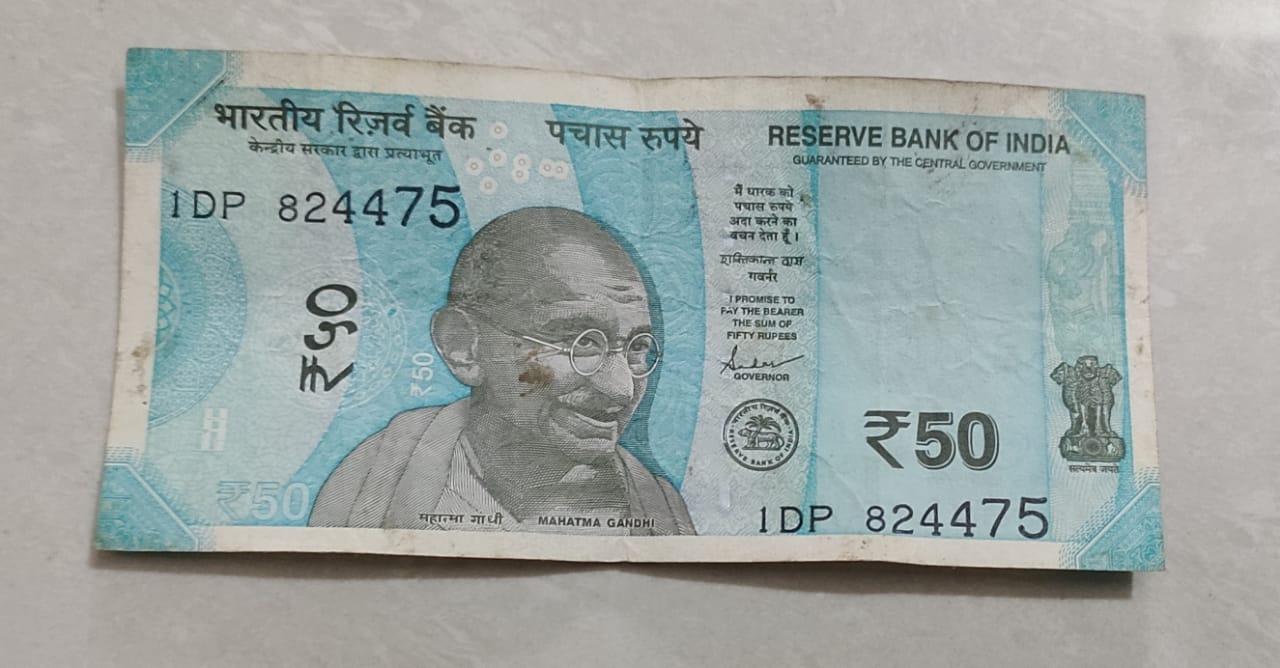 भारतीय रिज़र्व बैंक
केन्द्रीय सरकार द्वारा प्रत्याभूत
पचास रुपये
RESERVE BANK OF INDIA
GUARANTEED BY THE CENTRAL GOVERNMENT
1DP 824475
₹५०
₹50
₹50
मैं धारक को
पचास रुपये
अदा करने का
वचन देता हूँ।
शक्तिकान्त दास
गवर्नर
I PROMISE TO
PAY THE BEARER
THE SUM OF
FIFTY RUPEES
GOVERNOR
RESERVE BANK OF INDIA
₹50
सत्यमेव जयते
महात्मा गांधी
MAHATMA GANDHI
1DP 824475